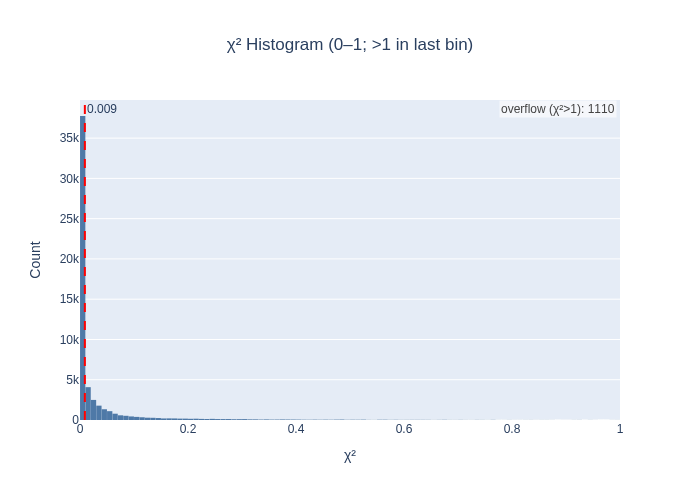 χ² Histogram (0–1; >1 in last bin)
0.009
overflow (χ²>1): 1110
35k
30k
25k
20k
15k
10k
5k
0
Count
0
0.2
0.4
0.6
0.8
1
χ²